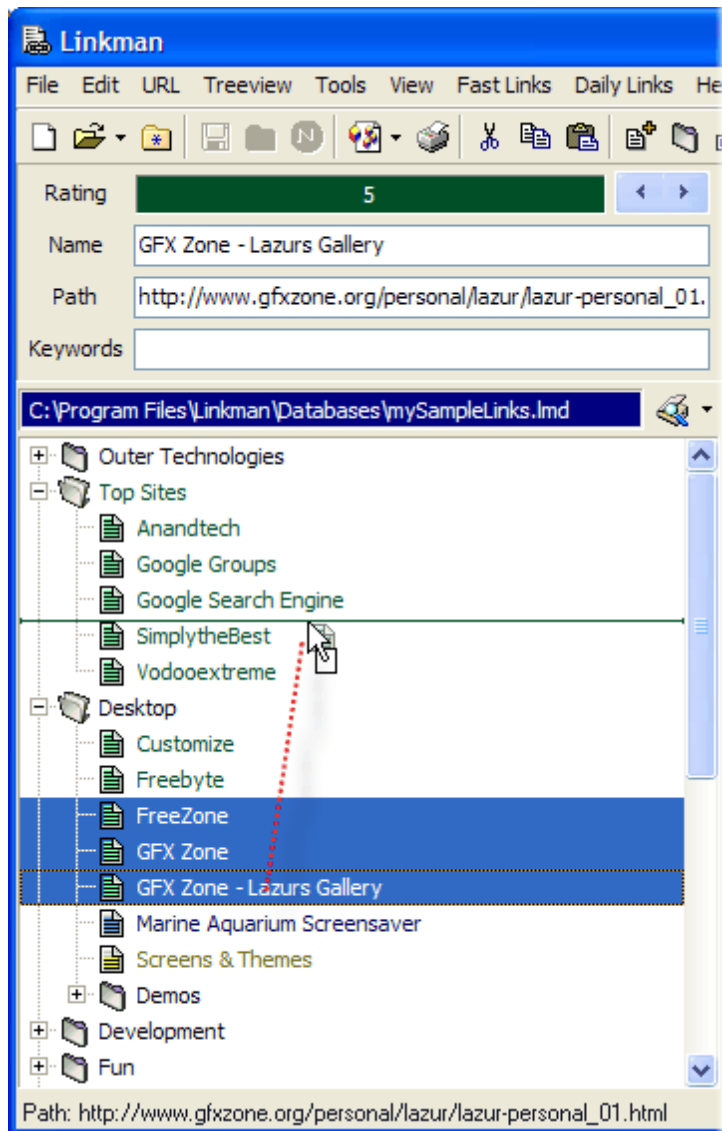 Linkman
File Edit URL Treeview Tools View Fast Links Daily Links He
Rating 5
Name GFX Zone - Lazurs Gallery
Path http://www.gfxzone.org/personal/lazur/lazur-personal_01.
Keywords
C:\Program Files\Linkman\Databases\mySampleLinks.lmd
Outer Technologies
Top Sites
Anandtech
Google Groups
Google Search Engine
SimplytheBest
Vodooextreme
Desktop
Customize
Freebyte
FreeZone
GFX Zone
GFX Zone - Lazurs Gallery
Marine Aquarium Screensaver
Screens & Themes
Demos
Development
Fun
Path: http://www.gfxzone.org/personal/lazur/lazur-personal_01.html